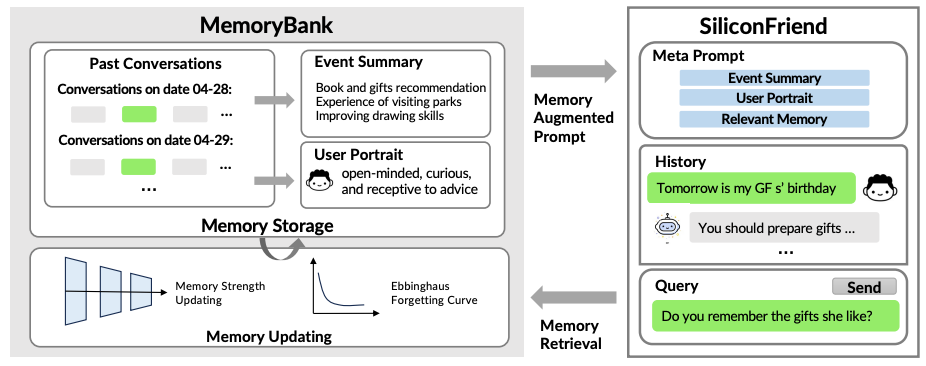 MemoryBank
Past Conversations
Conversations on date 04-28:
...
Conversations on date 04-29:
...
...
Event Summary
Book and gifts recommendation
Experience of visiting parks
Improving drawing skills
User Portrait
open-minded, curious,
and receptive to advice
Memory Storage
Memory Strength
Updating
Ebbinghaus
Forgetting Curve
Memory Updating
Memory
Augmented
Prompt
Memory
Retrieval
SiliconFriend
Meta Prompt
Event Summary
User Portrait
Relevant Memory
History
Tomorrow is my GF s’ birthday
You should prepare gifts ...
...
Query
Send
Do you remember the gifts she like?